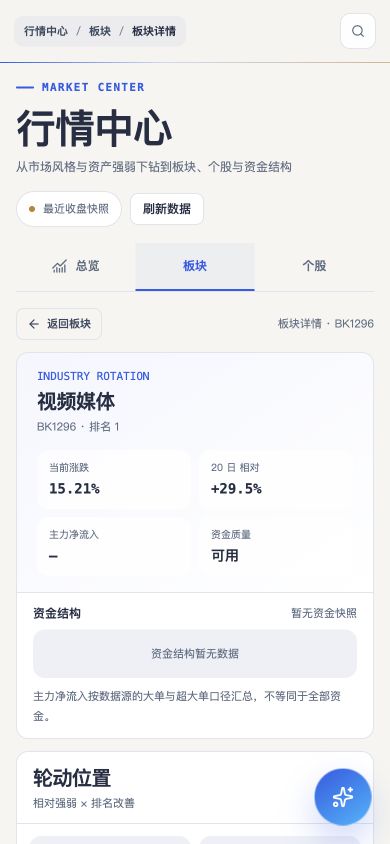 行情中心 / 板块 / 板块详情
MARKET CENTER
行情中心
从市场风格与资产强弱下钻到板块、个股与资金结构
最近收盘快照 刷新数据
总览 板块 个股
返回板块 板块详情 · BK1296
INDUSTRY ROTATION
视频媒体
BK1296 · 排名 1
当前涨跌 20 日 相对
15.21% +29.5%
主力净流入 资金质量
— 可用
资金结构 暂无资金快照
资金结构暂无数据
主力净流入按数据源的大单与超大单口径汇总，不等同于全部资
金。
轮动位置
相对强弱 × 排名改善